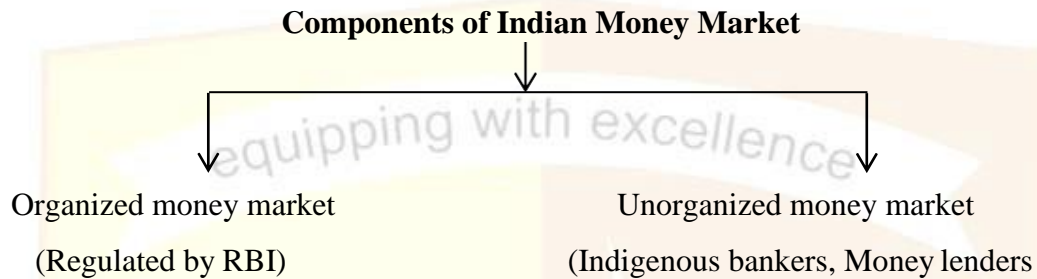 Components of Indian Money Market
equipping with excellence
Organized money market
Unorganized money market
(Regulated by RBI)
(Indigenous bankers, Money lenders